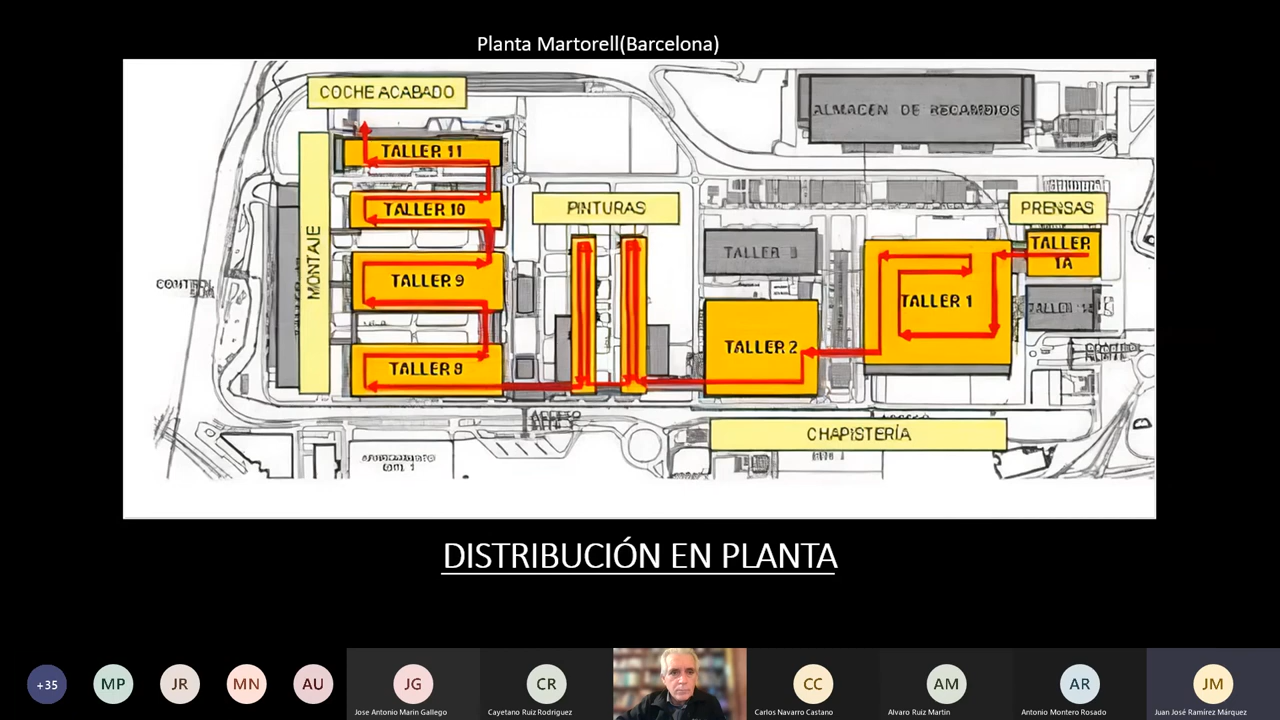 Planta Martorell(Barcelona)
COCHE ACABADO
ALMACEN DE RECAMBIOS
TALLER 11
TALLER 10
PINTURAS
PRENSAS
MONTAJE
TALLER 3
TALLER
1A
TALLER 9
TALLER 1
TALLER 2
TALLER 8
ACCESO
CHAPISTERÍA
DISTRIBUCIÓN EN PLANTA
+35
MP
JR
MN
AU
JG
CR
CC
AM
AR
JM
Jose Antonio Marin Gallego
Cayetano Ruiz Rodriguez
Carlos Navarro Castano
Alvaro Ruiz Martin
Antonio Montero Rosado
Juan José Ramírez Márquez